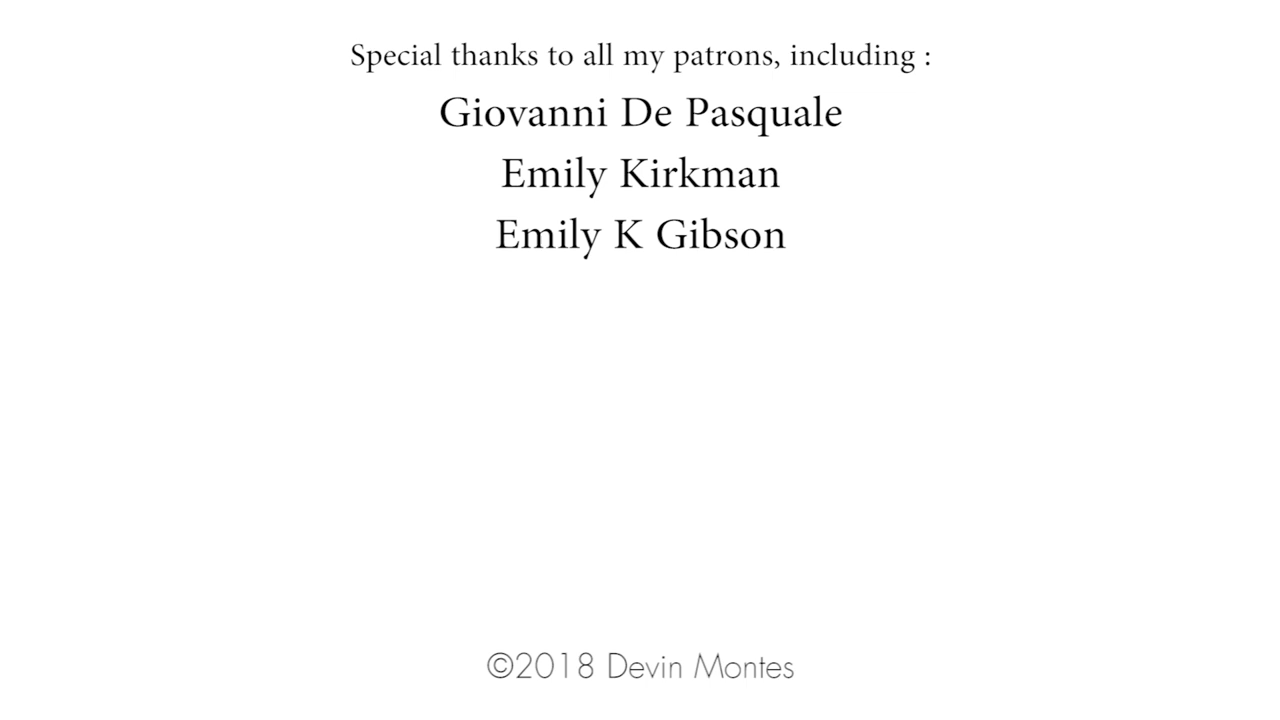 Special thanks to all my patrons, including :
Giovanni De Pasquale
Emily Kirkman
Emily K Gibson
©2018 Devin Montes